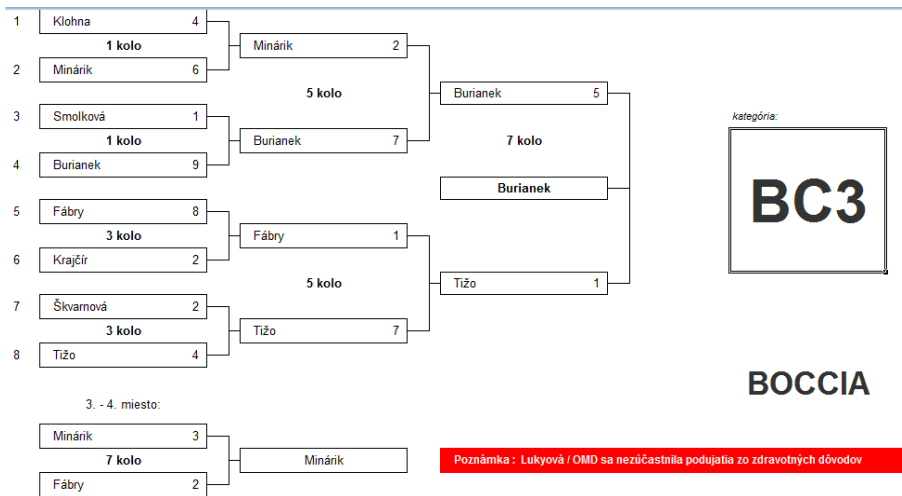 1 Klohna 4
1 kolo
2 Minárik 6
3 Smolková 1
1 kolo
4 Burianek 9
5 Fábry 8
3 kolo
6 Krajčír 2
7 Škvarnová 2
3 kolo
8 Tižo 4
Minárik 2
5 kolo
Burianek 7
Fábry 1
5 kolo
Tižo 7
Burianek 5
7 kolo
Burianek
Tižo 1
kategória:
BC3
BOCCIA
3. - 4. miesto:
Minárik 3
7 kolo
Fábry 2
Minárik
Poznámka : Lukyová / OMD sa nezúčastnila podujatia zo zdravotných dôvodov